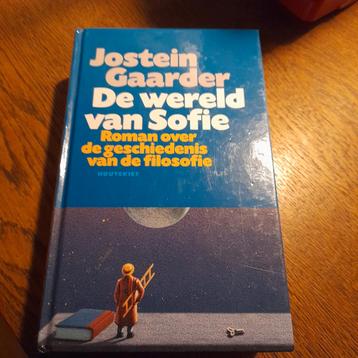 Jostein
Gaarder
De wereld
van Sofie
Roman over
de geschiedenis
van de filosofie
HOUTEKIET